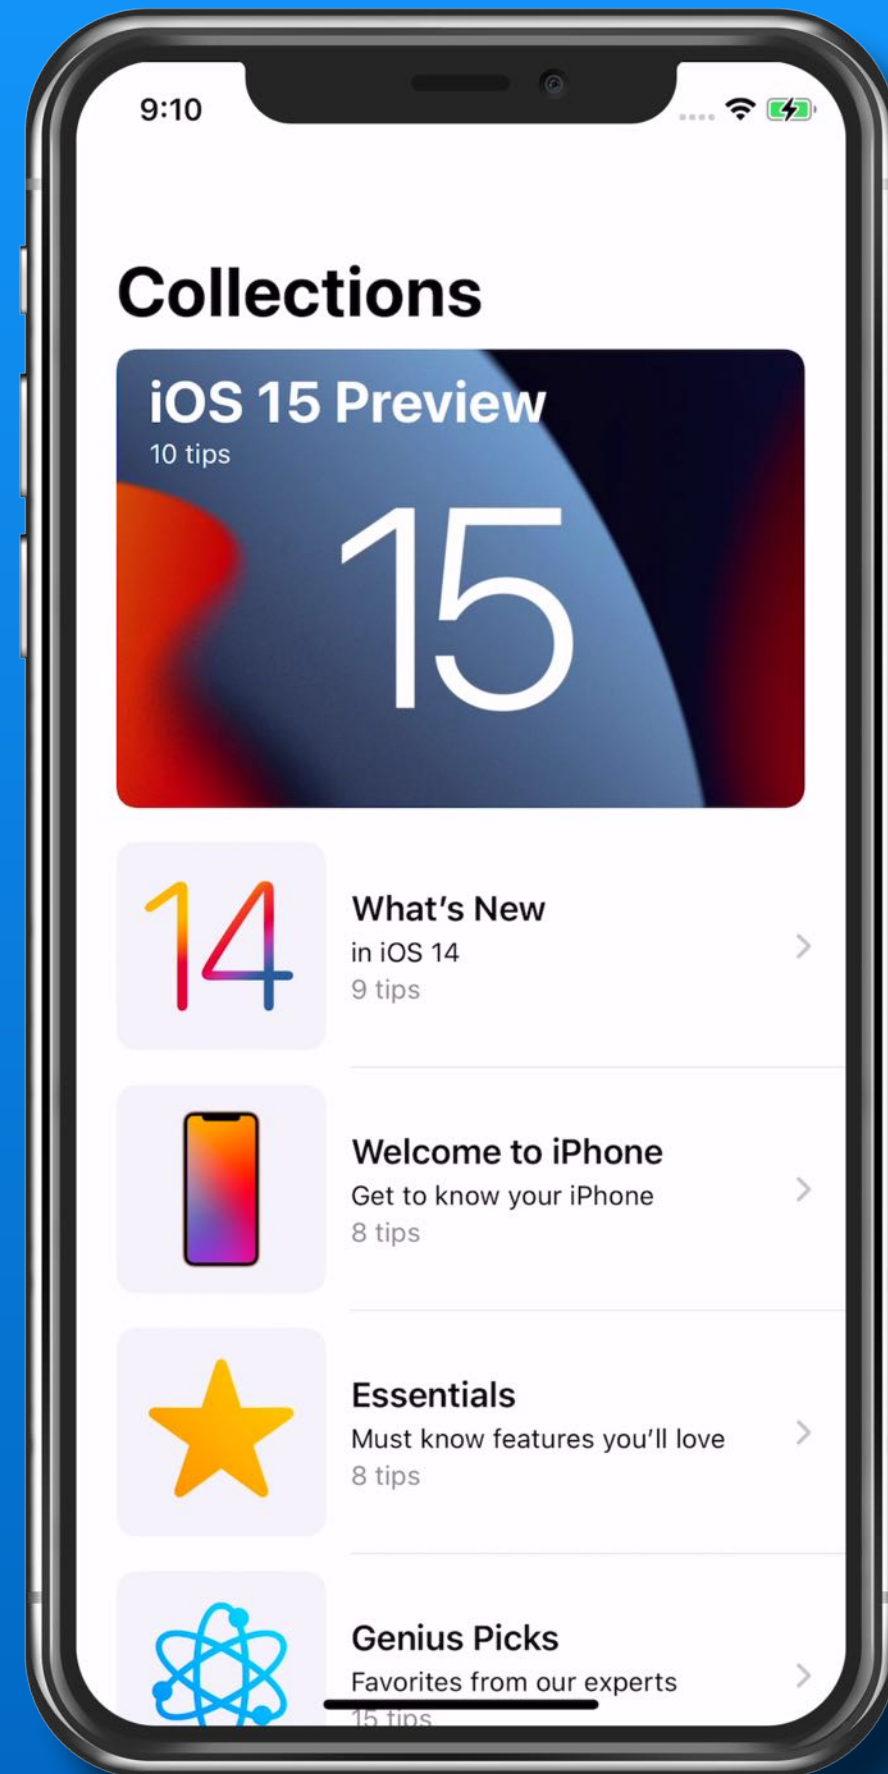 9:10
Collections
iOS 15 Preview
10 tips
15
14
What's New
in iOS 14
9 tips
Welcome to iPhone
Get to know your iPhone
8 tips
Essentials
Must know features you'll love
8 tips
Genius Picks
Favorites from our experts
15 tips